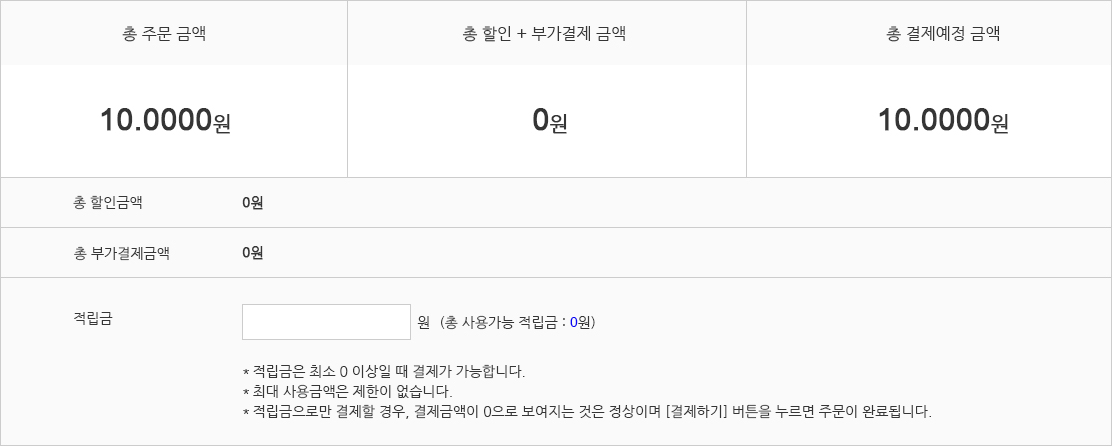 총 주문 금액
총 할인 + 부가결제 금액
총 결제예정 금액
10.0000원
0원
10.0000원
총 할인금액 0원
총 부가결제금액 0원
적립금 원 (총 사용가능 적립금 : 0원)
* 적립금은 최소 0 이상일 때 결제가 가능합니다.
* 최대 사용금액은 제한이 없습니다.
* 적립금으로만 결제할 경우, 결제금액이 0으로 보여지는 것은 정상이며 [결제하기] 버튼을 누르면 주문이 완료됩니다.